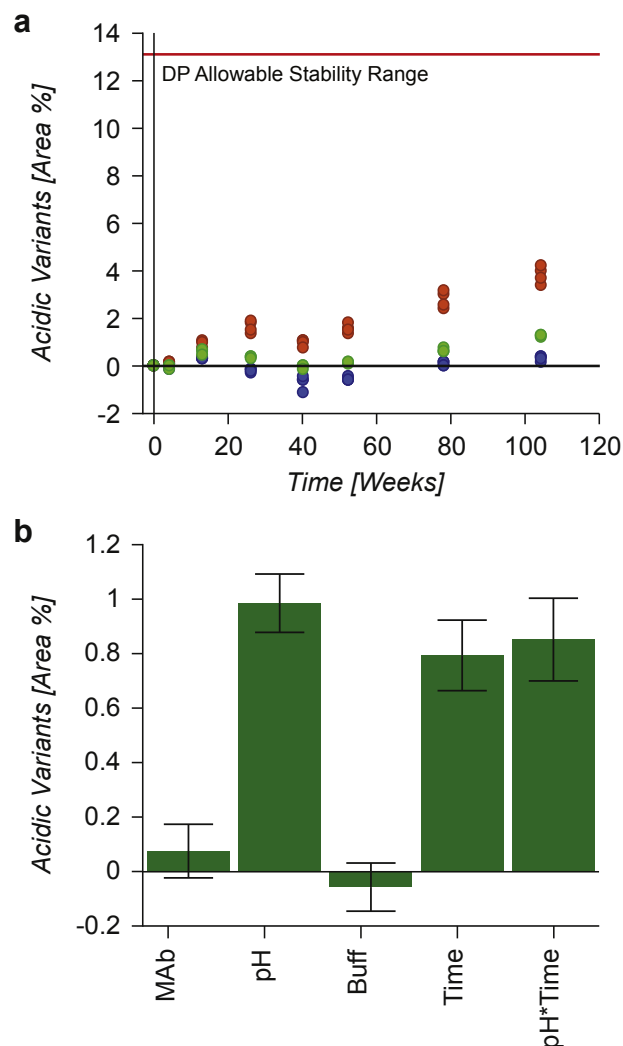 a
14
12
10
8
6
4
2
0
-2
DP Allowable Stability Range
Acidic Variants [Area %]
0 20 40 60 80 100 120
Time [Weeks]
b
1.2
1
0.8
0.6
0.4
0.2
0
-0.2
Acidic Variants [Area %]
MAb
pH
Buff
Time
pH*Time